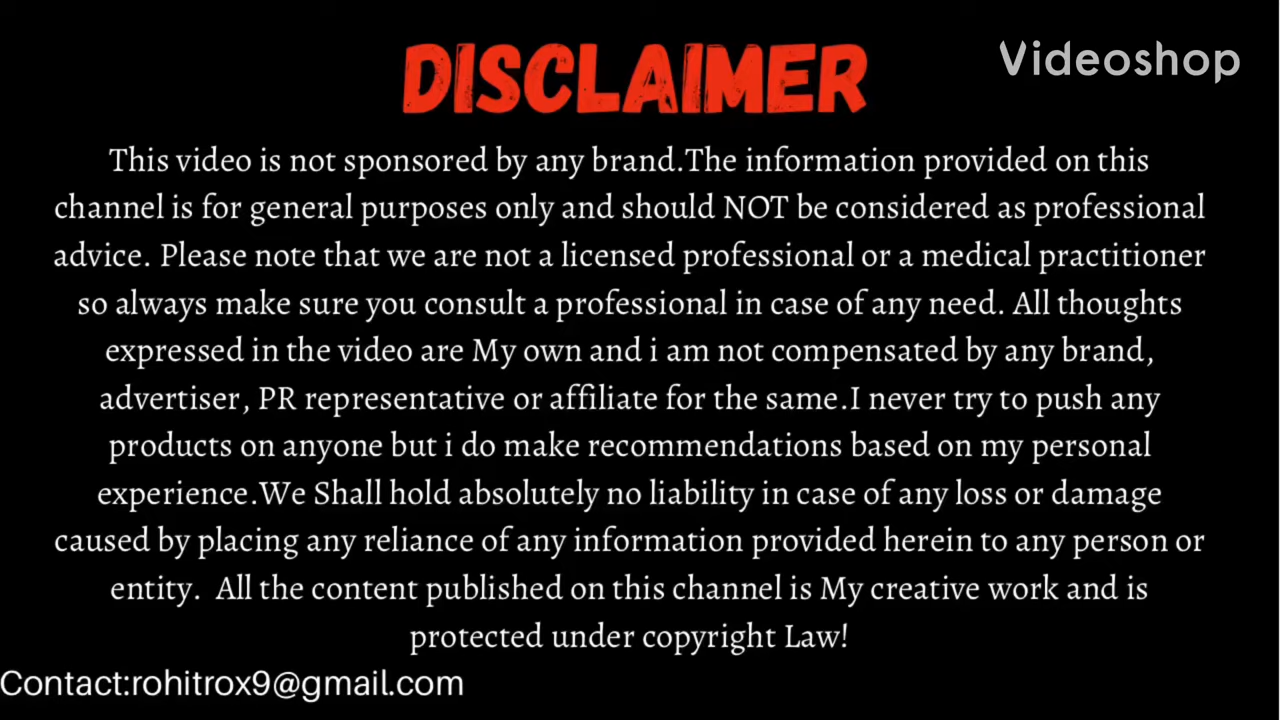 DISCLAIMER
Videoshop
This video is not sponsored by any brand.The information provided on this
channel is for general purposes only and should NOT be considered as professional
advice. Please note that we are not a licensed professional or a medical practitioner
so always make sure you consult a professional in case of any need. All thoughts
expressed in the video are My own and i am not compensated by any brand,
advertiser, PR representative or affiliate for the same.I never try to push any
products on anyone but i do make recommendations based on my personal
experience.We Shall hold absolutely no liability in case of any loss or damage
caused by placing any reliance of any information provided herein to any person or
entity.  All the content published on this channel is My creative work and is
protected under copyright Law!
Contact:rohitrox9@gmail.com